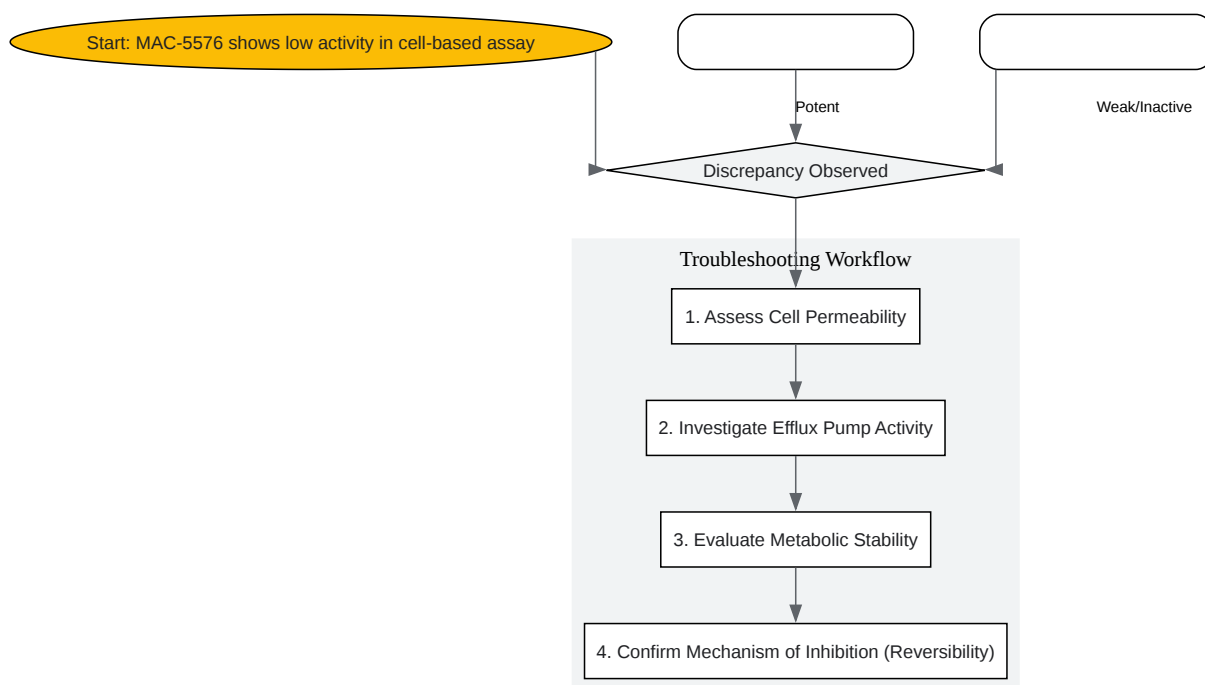 Start: MAC-5576 shows low activity in cell-based assay
Potent
Weak/Inactive
Discrepancy Observed
Troubleshooting Workflow
1. Assess Cell Permeability
2. Investigate Efflux Pump Activity
3. Evaluate Metabolic Stability
4. Confirm Mechanism of Inhibition (Reversibility)